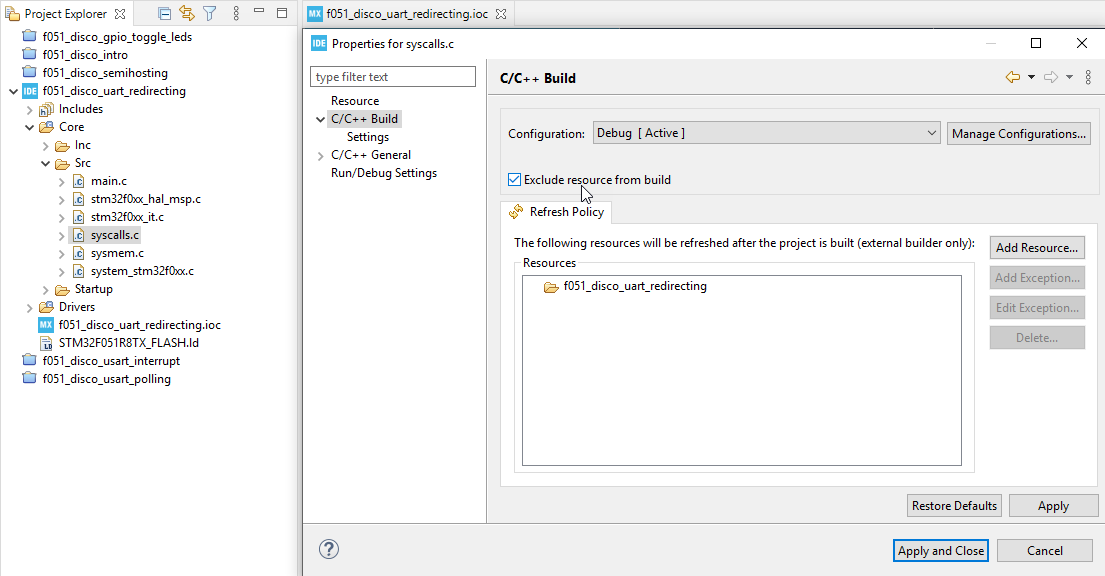 Project Explorer
f051_disco_gpio_toggle_leds
f051_disco_intro
f051_disco_semihosting
IDE f051_disco_uart_redirecting
Includes
Core
Inc
Src
main.c
stm32f0xx_hal_msp.c
stm32f0xx_it.c
syscalls.c
sysmem.c
system_stm32f0xx.c
Startup
Drivers
MX f051_disco_uart_redirecting.ioc
STM32F051R8TX_FLASH.ld
f051_disco_usart_interrupt
f051_disco_usart_polling
MX f051_disco_uart_redirecting.ioc
IDE Properties for syscalls.c
type filter text
Resource
C/C++ Build
Settings
C/C++ General
Run/Debug Settings
C/C++ Build
Configuration: Debug [ Active ] Manage Configurations...
Exclude resource from build
Refresh Policy
The following resources will be refreshed after the project is built (external builder only):
Resources
f051_disco_uart_redirecting
Add Resource...
Add Exception...
Edit Exception...
Delete...
Restore Defaults Apply
? Apply and Close Cancel